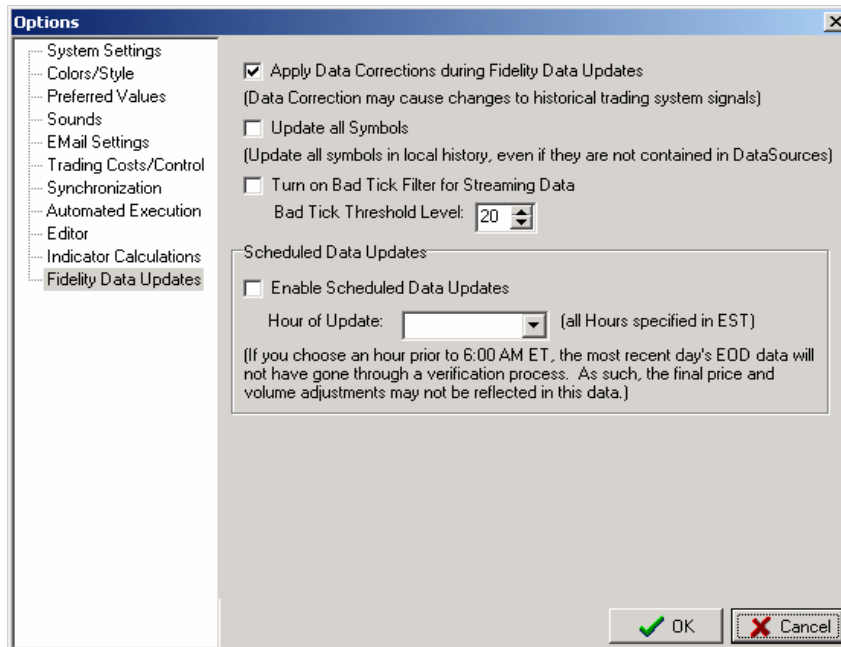 Options
System Settings
Colors/Style
Preferred Values
Sounds
EMail Settings
Trading Costs/Control
Synchronization
Automated Execution
Editor
Indicator Calculations
Fidelity Data Updates
Apply Data Corrections during Fidelity Data Updates
(Data Correction may cause changes to historical trading system signals)
Update all Symbols
(Update all symbols in local history, even if they are not contained in DataSources)
Turn on Bad Tick Filter for Streaming Data
Bad Tick Threshold Level: 20
Scheduled Data Updates
Enable Scheduled Data Updates
Hour of Update: (all Hours specified in EST)
(If you choose an hour prior to 6:00 AM ET, the most recent day's EOD data will
not have gone through a verification process. As such, the final price and
volume adjustments may not be reflected in this data.)
OK Cancel